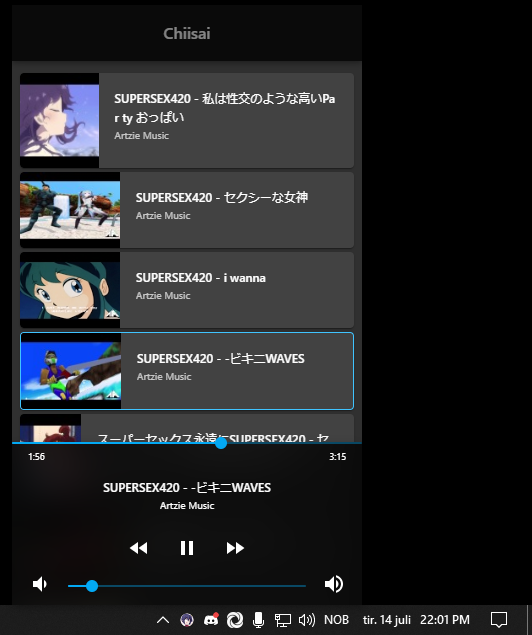 Chiisai
SUPERSEX420 - 私は性交のような高いPa
r ty おっぱい
Artzie Music
SUPERSEX420 - セクシーな女神
Artzie Music
SUPERSEX420 - i wanna
Artzie Music
SUPERSEX420 - -ビキニWAVES
Artzie Music
スーパーセックス永遠にSUPERSEX420 - セ
1:56
3:15
SUPERSEX420 - -ビキニWAVES
Artzie Music
NOB
tir. 14 juli
22:01 PM